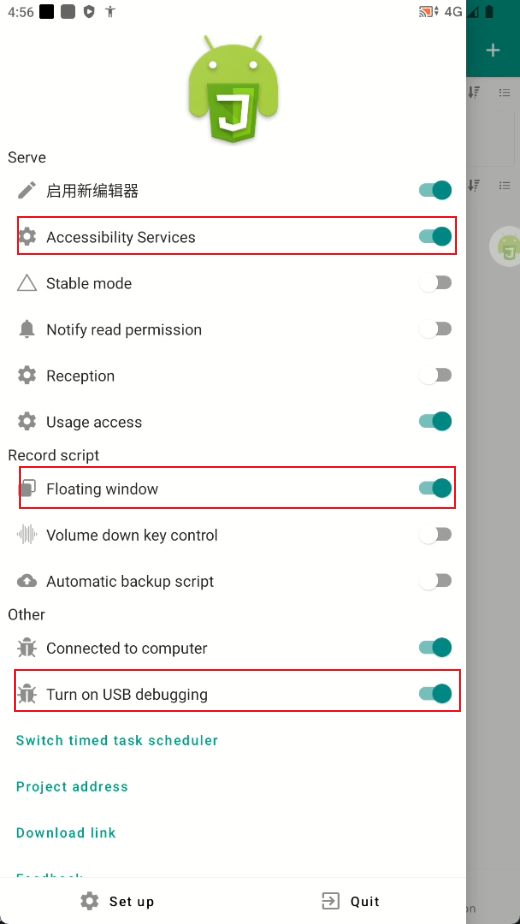 4:56
4G
Serve
启用新编辑器
Accessibility Services
Stable mode
Notify read permission
Reception
Usage access
Record script
Floating window
Volume down key control
Automatic backup script
Other
Connected to computer
Turn on USB debugging
Switch timed task scheduler
Project address
Download link
Feedback
Set up
Quit
on